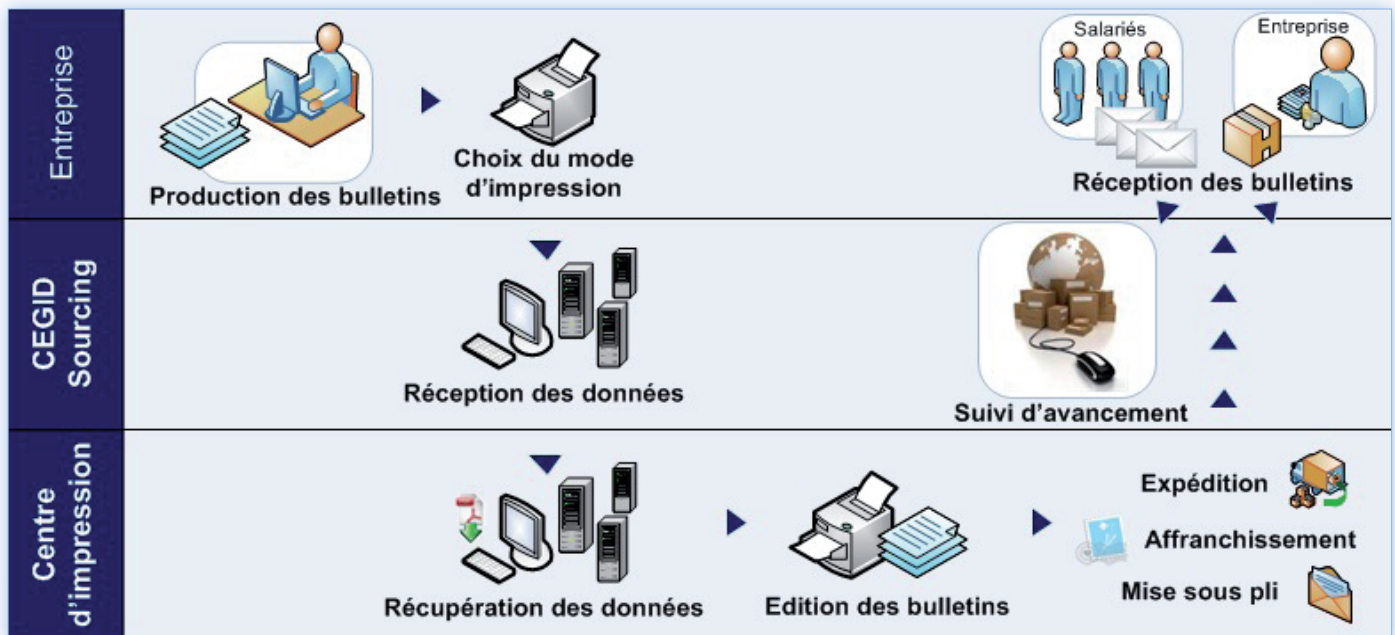 Entreprise
Production des bulletins
Choix du mode
d'impression
Salariés
Entreprise
Réception des bulletins
CEGID
Sourcing
Réception des données
Suivi d'avancement
Centre
d'impression
Récupération des données
Edition des bulletins
Expédition
Affranchissement
Mise sous pli